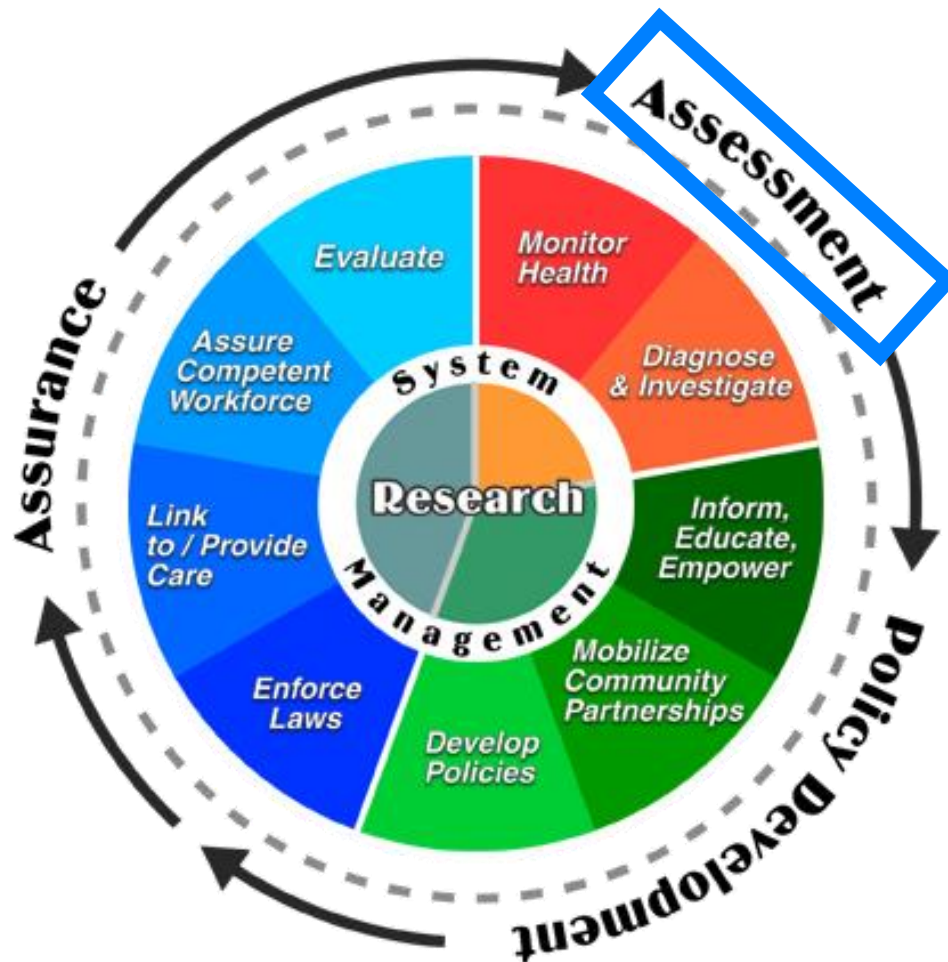 Assessment
Policy Development
Assurance
Monitor
Health
Diagnose
& Investigate
Inform,
Educate,
Empower
Mobilize
Community
Partnerships
Develop
Policies
Enforce
Laws
Link
to / Provide
Care
Assure
Competent
Workforce
Evaluate
System
Management
Research